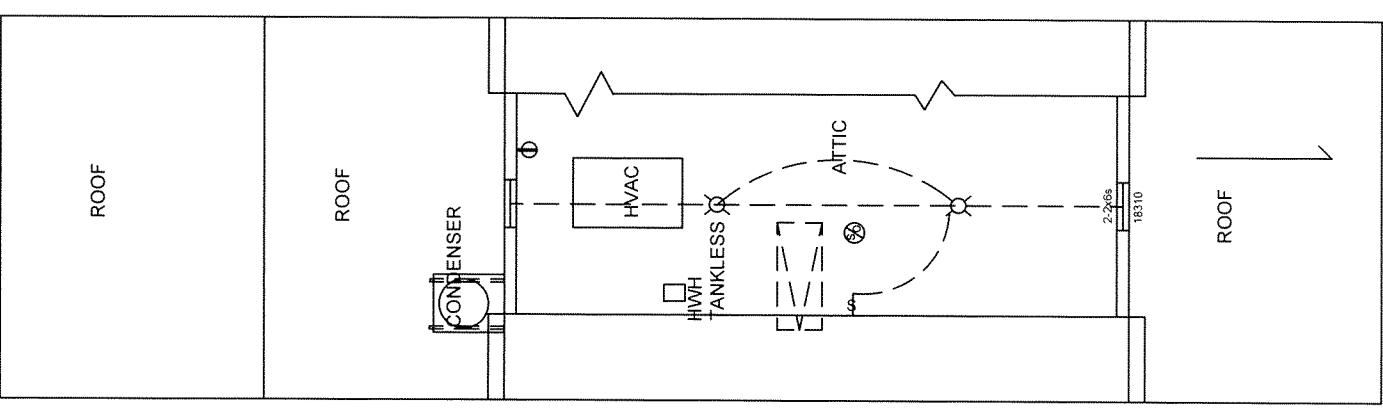 ROOF
ROOF
CONDENSER
HVAC
HWH
TANKLESS
ATTIC
S/D
S
2-2x6s
18310
ROOF